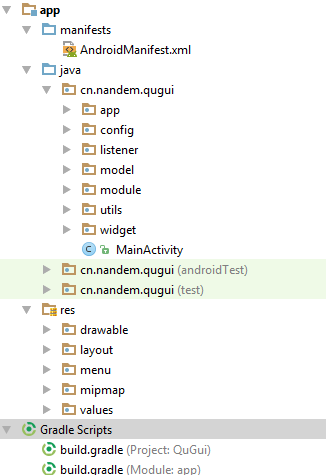 app
manifests
AndroidManifest.xml
java
cn.nandem.qugui
app
config
listener
model
module
utils
widget
MainActivity
cn.nandem.qugui (androidTest)
cn.nandem.qugui (test)
res
drawable
layout
menu
mipmap
values
Gradle Scripts
build.gradle (Project: QuGui)
build.gradle (Module: app)